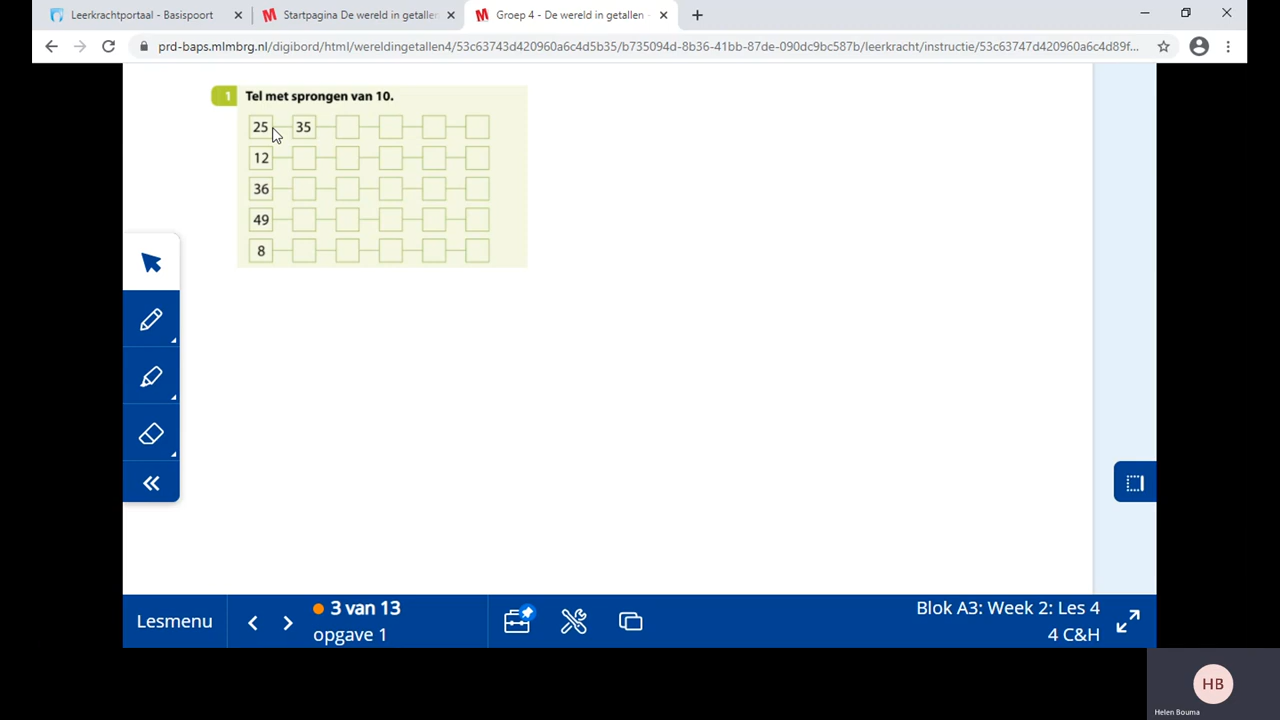 Leerkrachtportaal - Basispoort
Startpagina De wereld in getallen
Groep 4 - De wereld in getallen -
prd-baps.mlmbrg.nl/digibord/html/wereldingetallen4/53c63743d420960a6c4d5b35/b735094d-8b36-41bb-87de-090dc9bc587b/leerkracht/instructie/53c63747d420960a6c4d89f...
1 Tel met sprongen van 10.
25 35
12
36
49
8
Lesmenu
3 van 13
opgave 1
Blok A3: Week 2: Les 4
4 C&H
HB
Helen Bouma